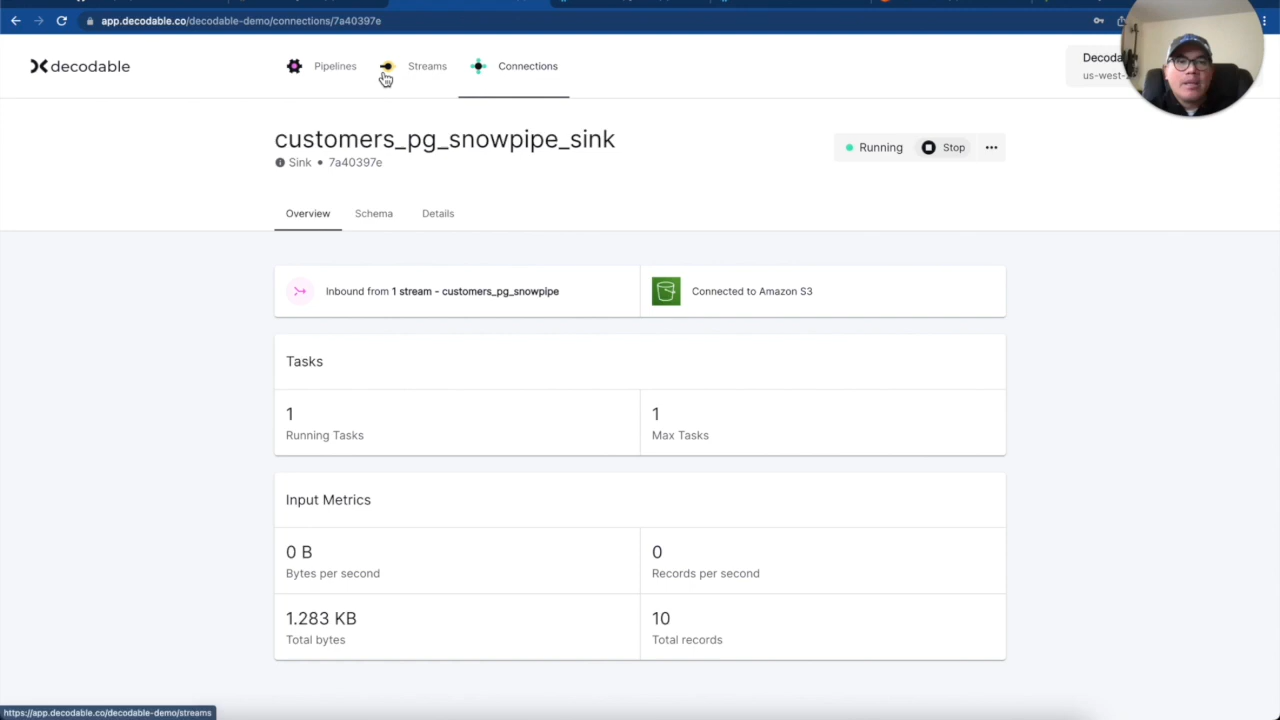 app.decodable.co/decodable-demo/connections/7a40397e
decodable
Pipelines
Streams
Connections
Decoda
us-west-
customers_pg_snowpipe_sink
Sink • 7a40397e
Running
Stop
Overview
Schema
Details
Inbound from 1 stream - customers_pg_snowpipe
Connected to Amazon S3
Tasks
1
Running Tasks
1
Max Tasks
Input Metrics
0 B
Bytes per second
0
Records per second
1.283 KB
Total bytes
10
Total records
https://app.decodable.co/decodable-demo/streams